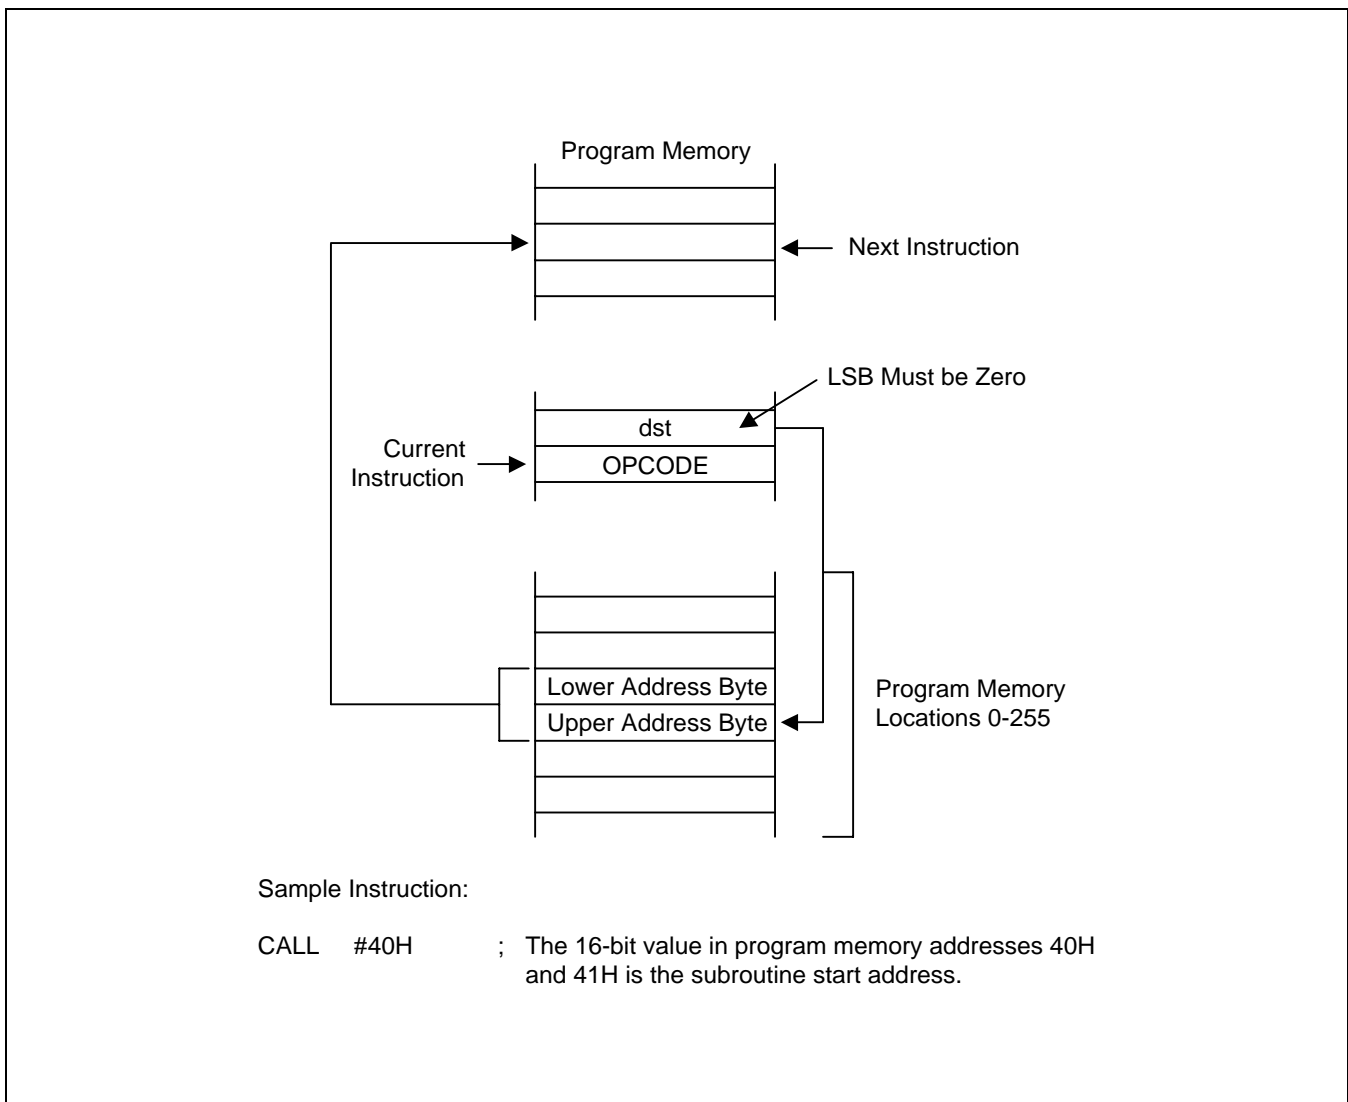 Program Memory
Next Instruction
LSB Must be Zero
dst
Current
Instruction
OPCODE
Lower Address Byte
Upper Address Byte
Program Memory
Locations 0-255
Sample Instruction:
CALL #40H ; The 16-bit value in program memory addresses 40H
and 41H is the subroutine start address.